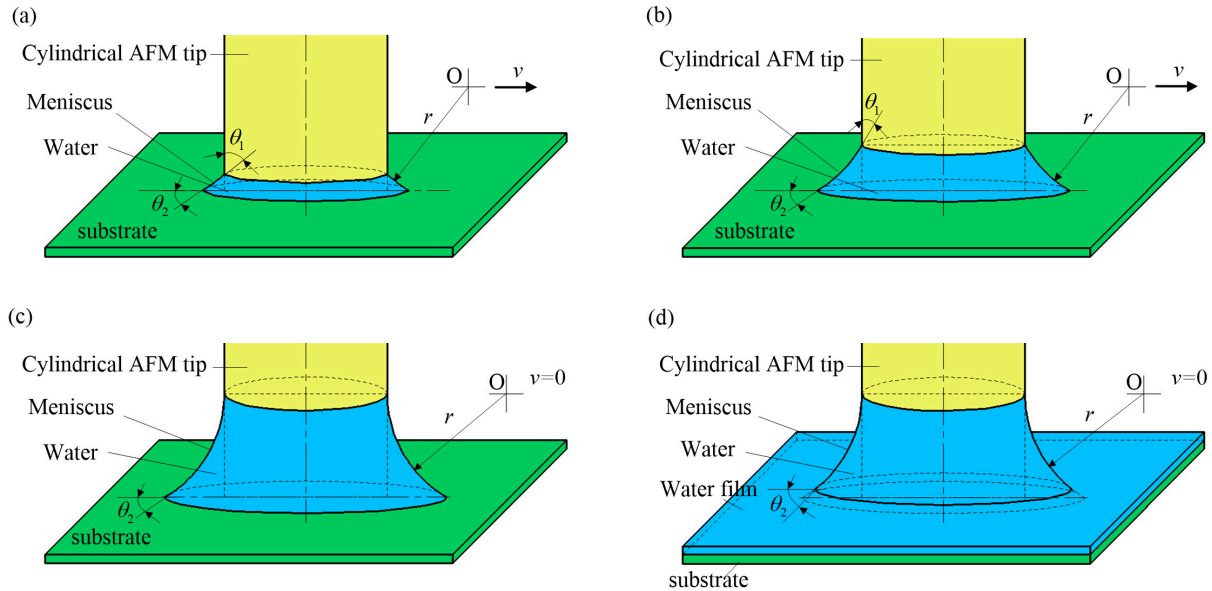 (a)
Cylindrical AFM tip
Meniscus
Water
θ1
θ2
substrate
O
v
r
(b)
Cylindrical AFM tip
Meniscus
Water
θ1
θ2
substrate
O
v
r
(c)
Cylindrical AFM tip
Meniscus
Water
θ2
substrate
O
v=0
r
(d)
Cylindrical AFM tip
Meniscus
Water
Water film
θ2
substrate
O
v=0
r